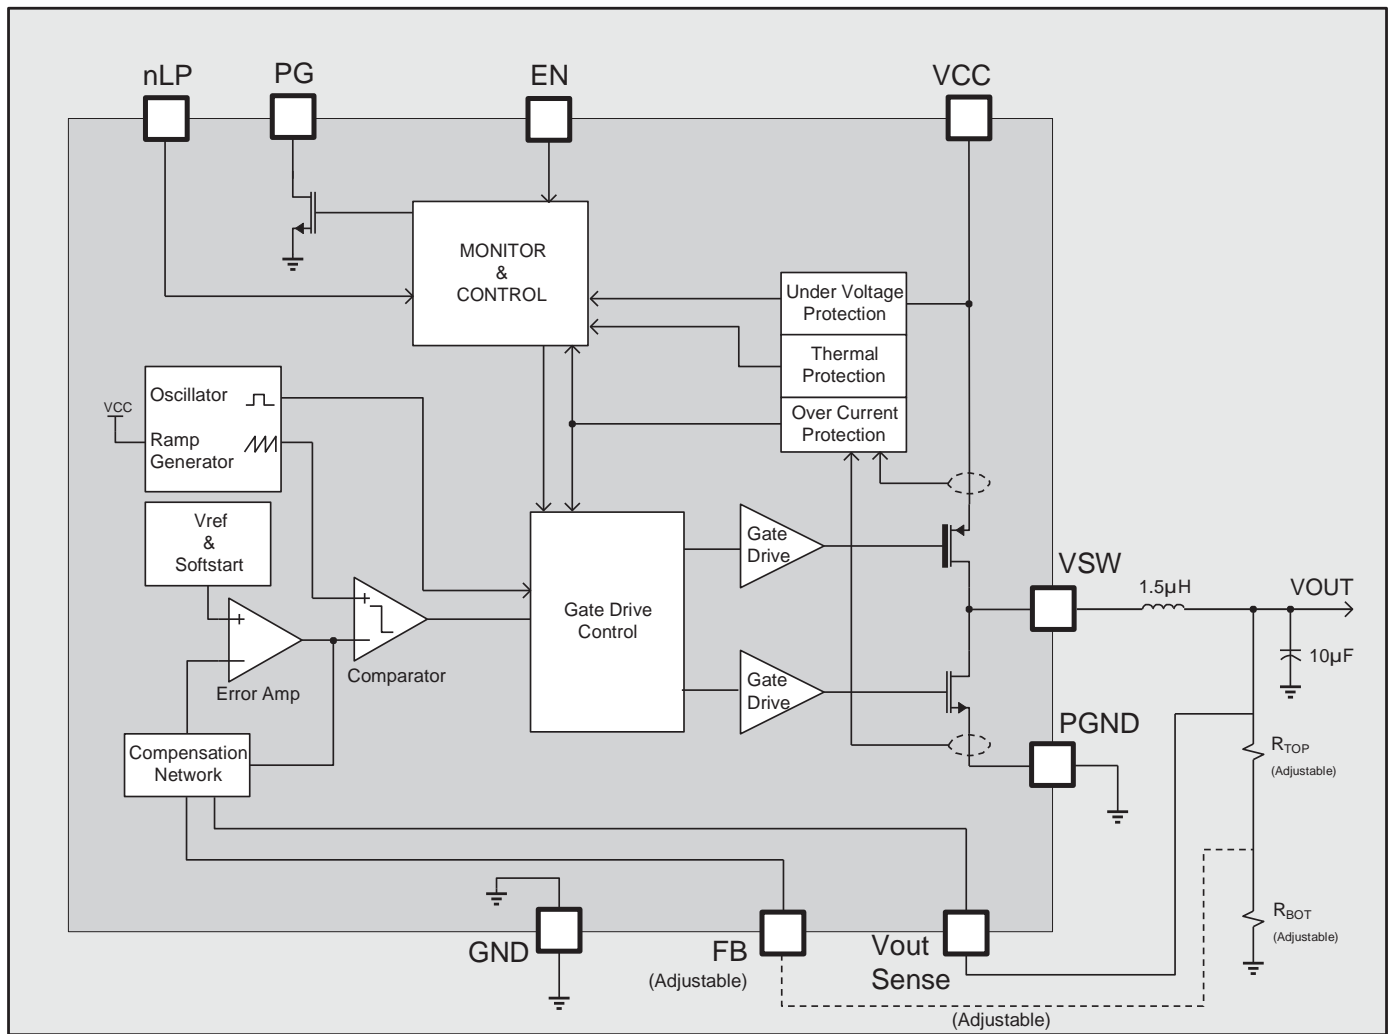 nLP
PG
EN
VCC
MONITOR
&
CONTROL
Under Voltage
Protection
Thermal
Protection
Over Current
Protection
VCC
Oscillator
Ramp
Generator
Vref
&
Softstart
+
−
Error Amp
+
−
Comparator
Compensation
Network
Gate Drive
Control
Gate
Drive
Gate
Drive
VSW
1.5µH
VOUT
10µF
PGND
RTOP
(Adjustable)
RBOT
(Adjustable)
GND
FB
(Adjustable)
Vout
Sense
(Adjustable)